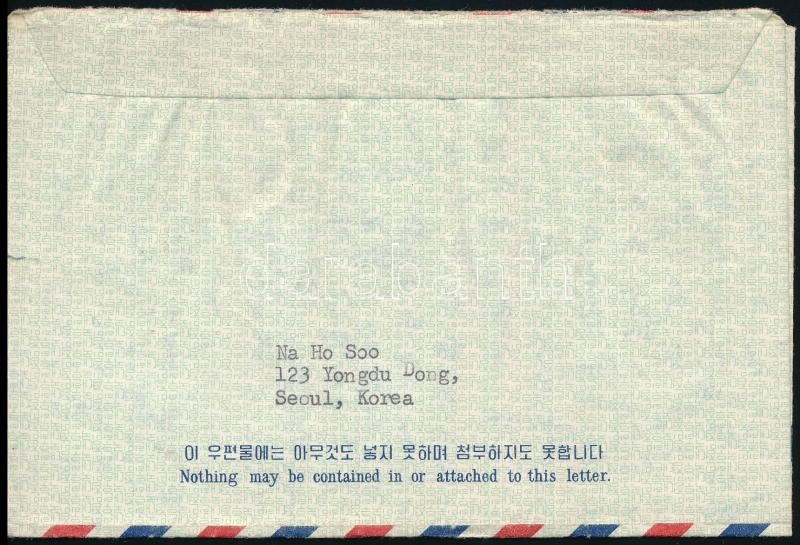 darabanth
Na Ho Soo
123 Yongdu Dong,
Seoul, Korea
이 우편물에는 아무것도 넣지 못하며 첨부하지도 못합니다
Nothing may be contained in or attached to this letter.